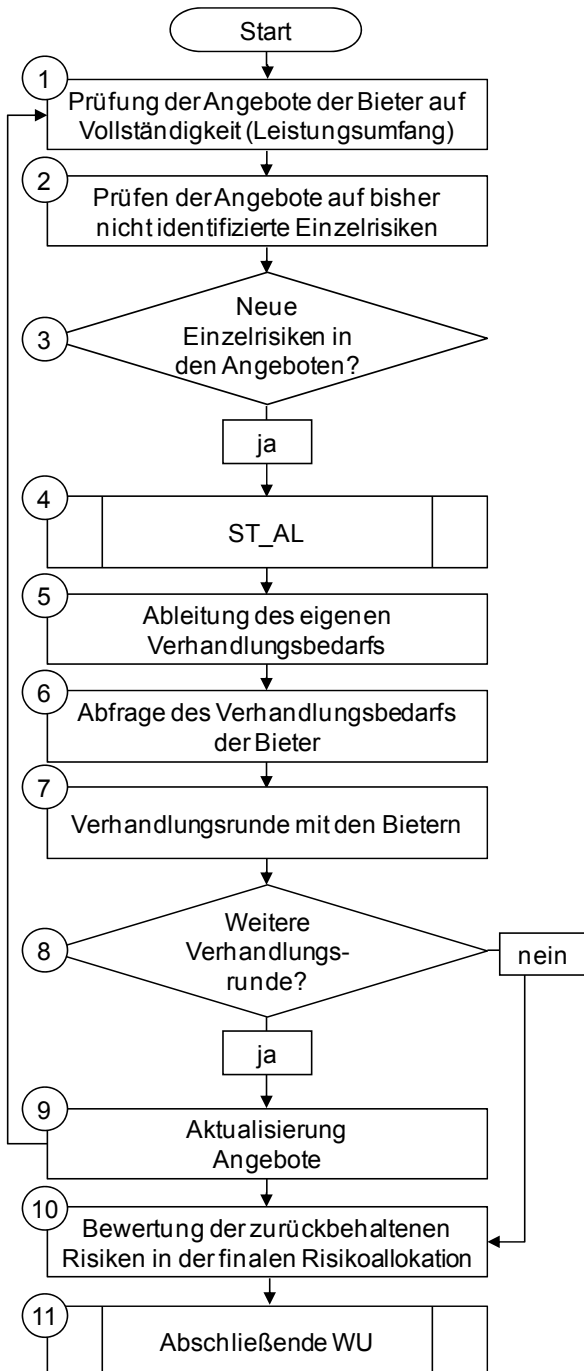 Start
1
Prüfung der Angebote der Bieter auf
Vollständigkeit (Leistungsumfang)
2
Prüfen der Angebote auf bisher
nicht identifizierte Einzelrisiken
3
Neue
Einzelrisiken in
den Angeboten?
ja
4
ST_AL
5
Ableitung des eigenen
Verhandlungsbedarfs
6
Abfrage des Verhandlungsbedarfs
der Bieter
7
Verhandlungsrunde mit den Bietern
8
Weitere
Verhandlungs-
runde?
nein
ja
9
Aktualisierung
Angebote
10
Bewertung der zurückbehaltenen
Risiken in der finalen Risikoallokation
11
Abschließende WU